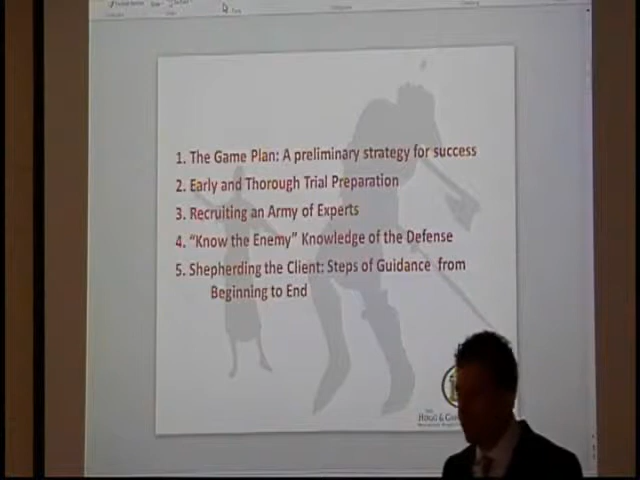 1. The Game Plan: A preliminary strategy for success
2. Early and Thorough Trial Preparation
3. Recruiting an Army of Experts
4. “Know the Enemy” Knowledge of the Defense
5. Shepherding the Client: Steps of Guidance from
Beginning to End